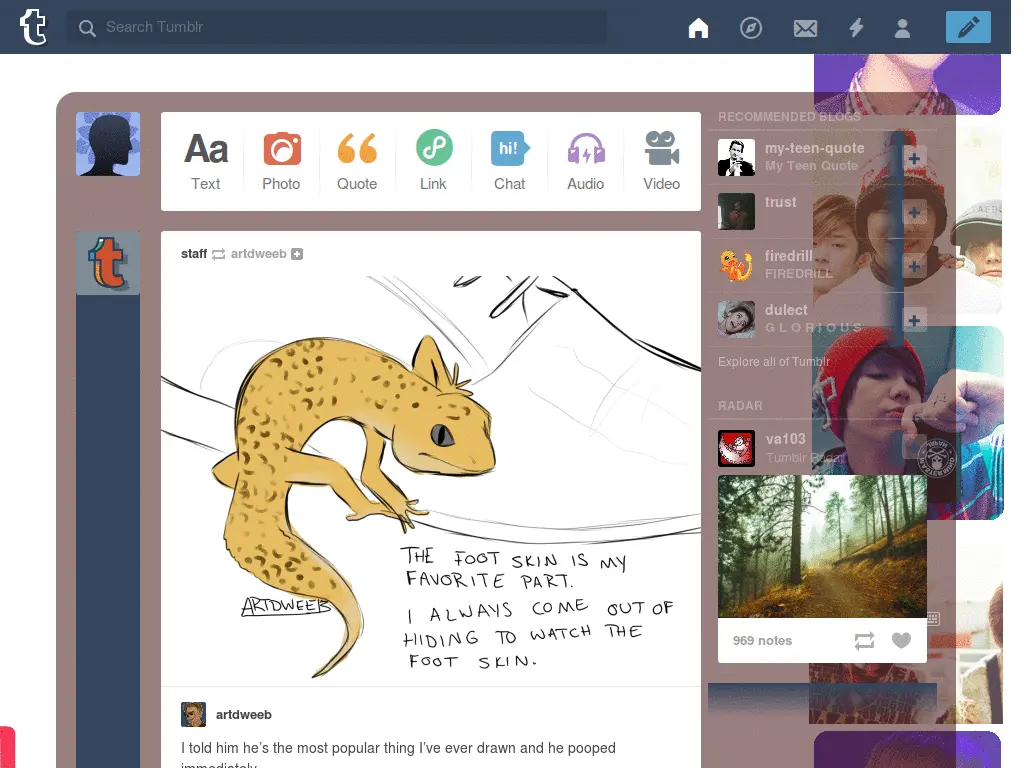 Search Tumblr
Aa
hi!
Text
Photo
Quote
Link
Chat
Audio
Video
staff artdweeb
THE FOOT SKIN IS MY
FAVORITE PART.
I ALWAYS COME OUT OF
HIDING TO WATCH THE
FOOT SKIN.
ARTDWEEB
artdweeb
I told him he's the most popular thing I've ever drawn and he pooped
immediately
RECOMMENDED BLOGS
my-teen-quote
My Teen Quote
trust
firedrill
FIREDRILL
dulect
GLORIOUS
Explore all of Tumblr
RADAR
va103
Tumblr Radar
969 notes